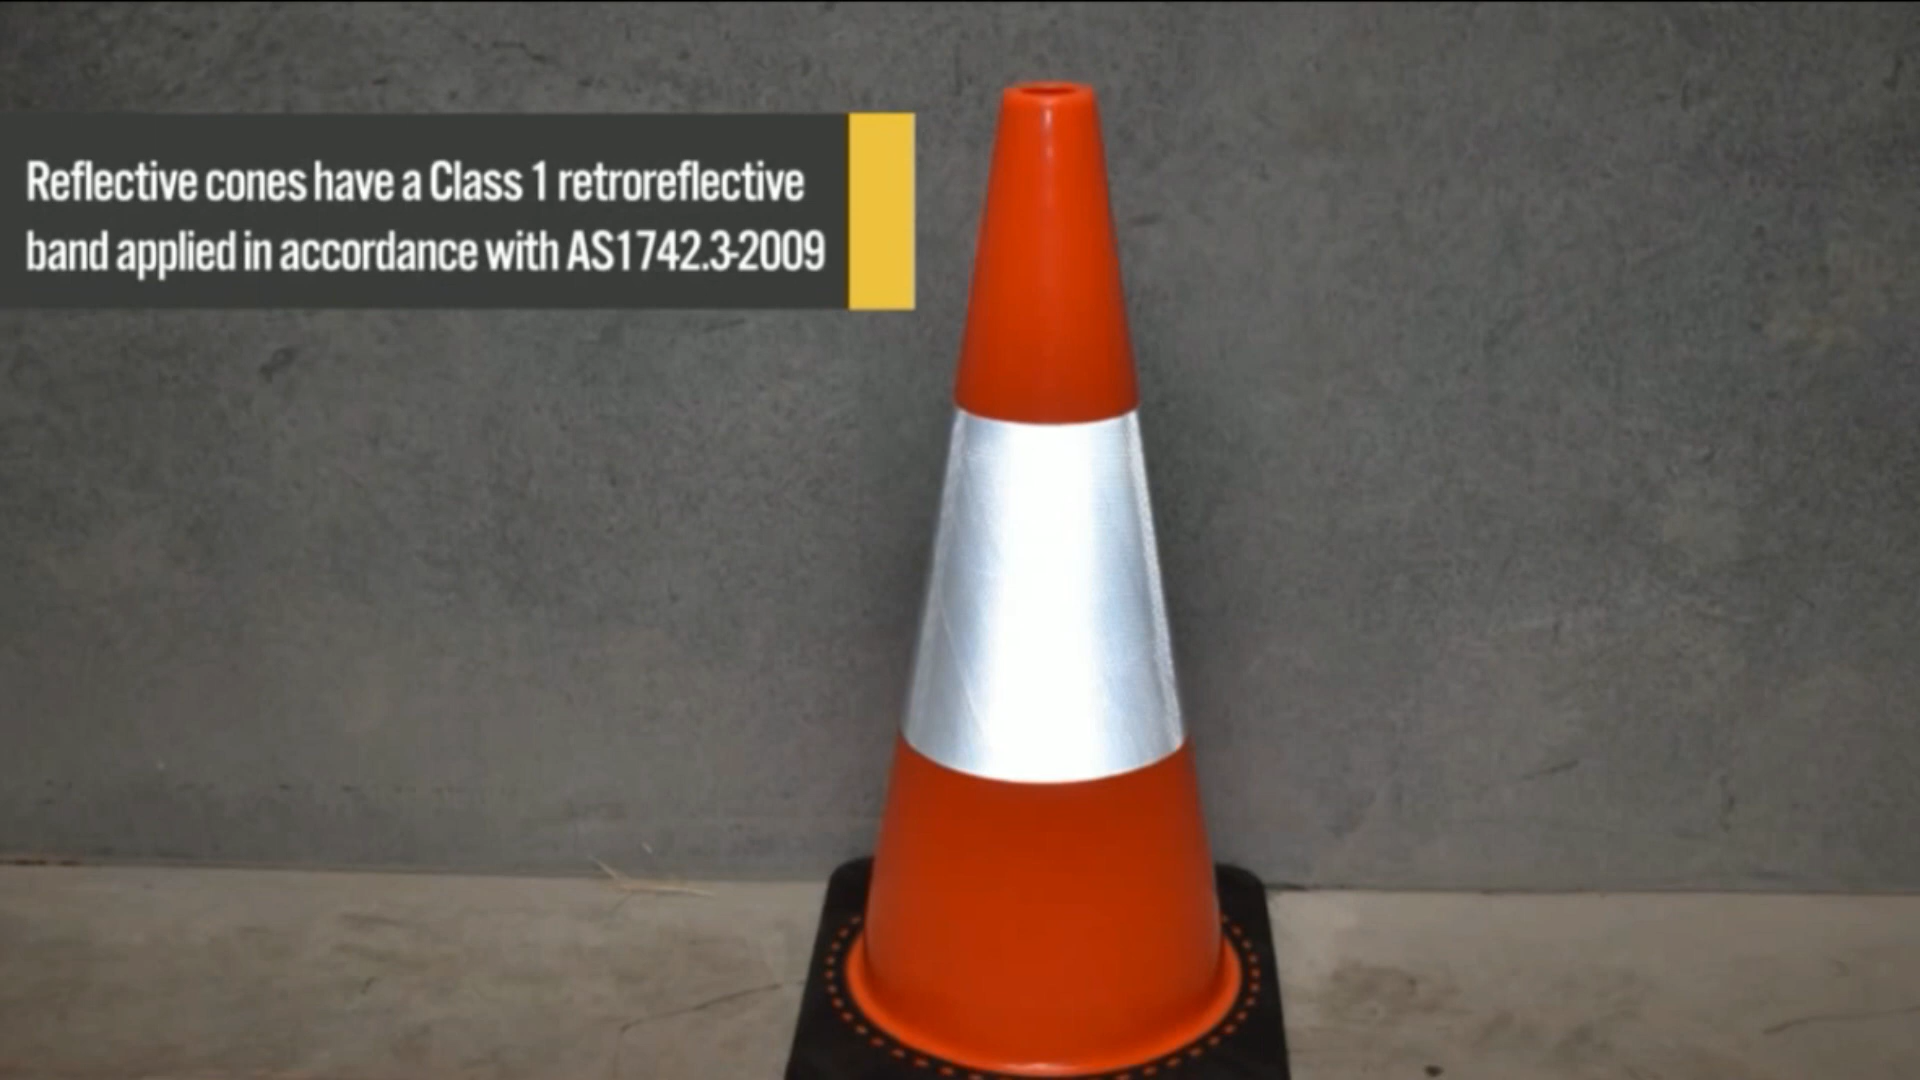 Reflective cones have a Class 1 retroreflective
band applied in accordance with AS1742.3-2009